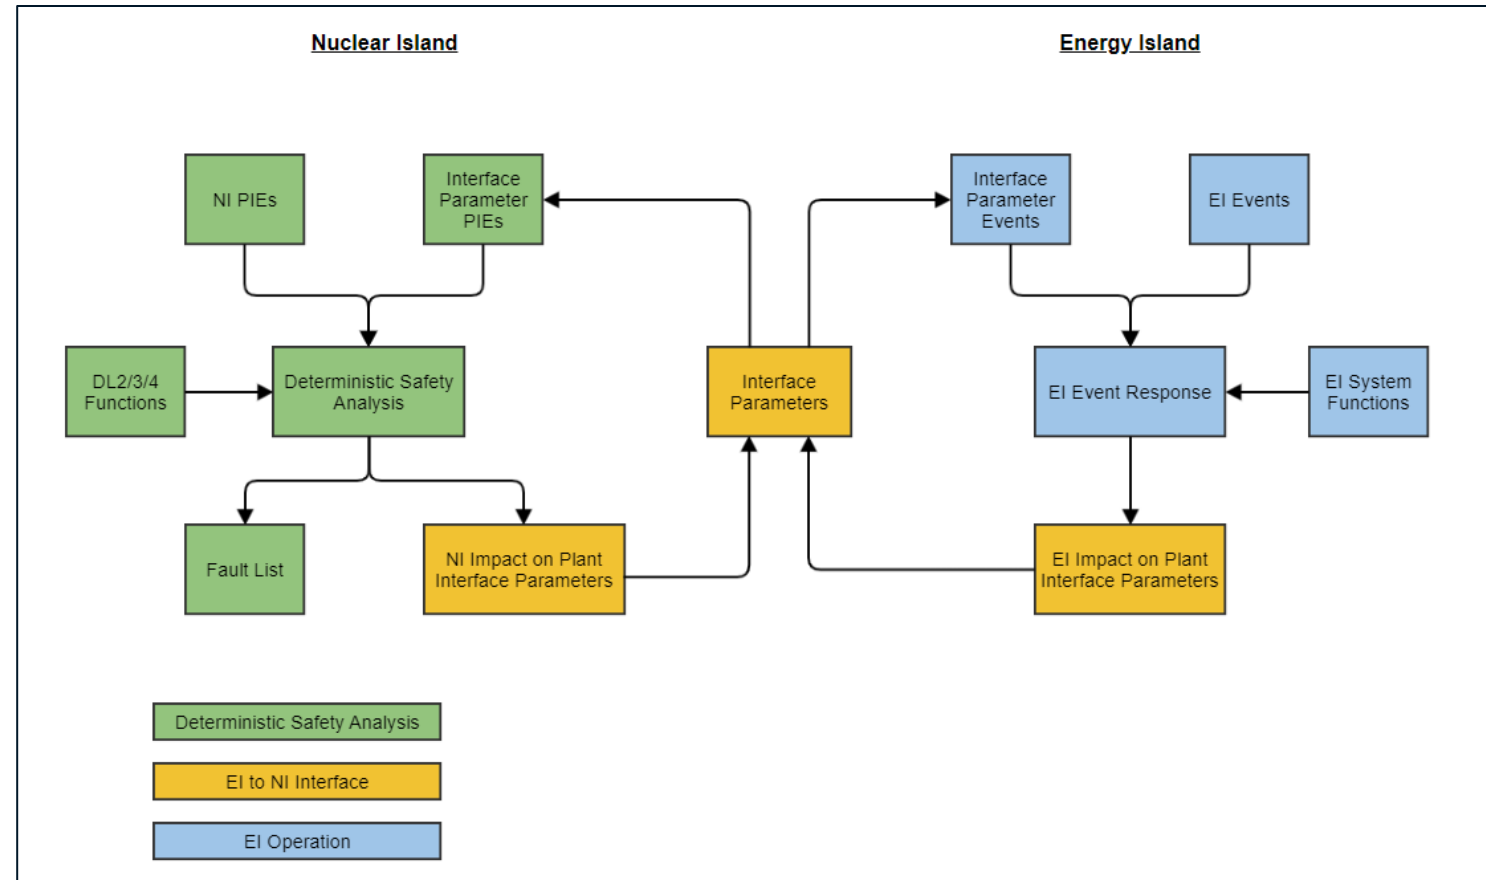 Nuclear Island
Energy Island
NI PIEs
Interface
Parameter
PIEs
Interface
Parameter
Events
EI Events
DL2/3/4
Functions
Deterministic Safety
Analysis
Interface
Parameters
EI Event Response
EI System
Functions
Fault List
NI Impact on Plant
Interface Parameters
EI Impact on Plant
Interface Parameters
Deterministic Safety Analysis
EI to NI Interface
EI Operation